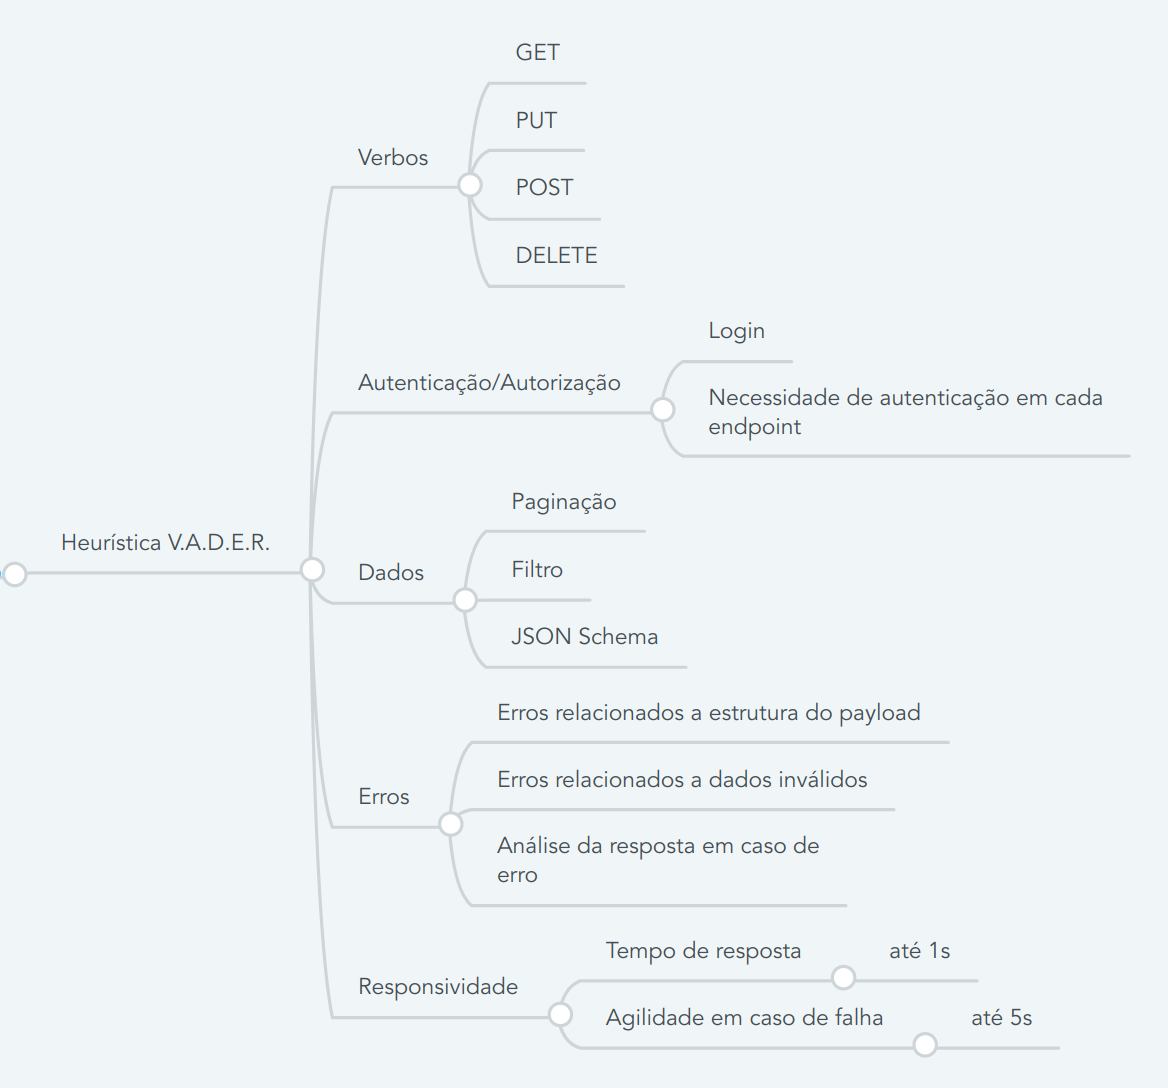 Heurística V.A.D.E.R.
Verbos
GET
PUT
POST
DELETE
Autenticação/Autorização
Login
Necessidade de autenticação em cada
endpoint
Dados
Paginação
Filtro
JSON Schema
Erros
Erros relacionados a estrutura do payload
Erros relacionados a dados inválidos
Análise da resposta em caso de
erro
Responsividade
Tempo de resposta
até 1s
Agilidade em caso de falha
até 5s